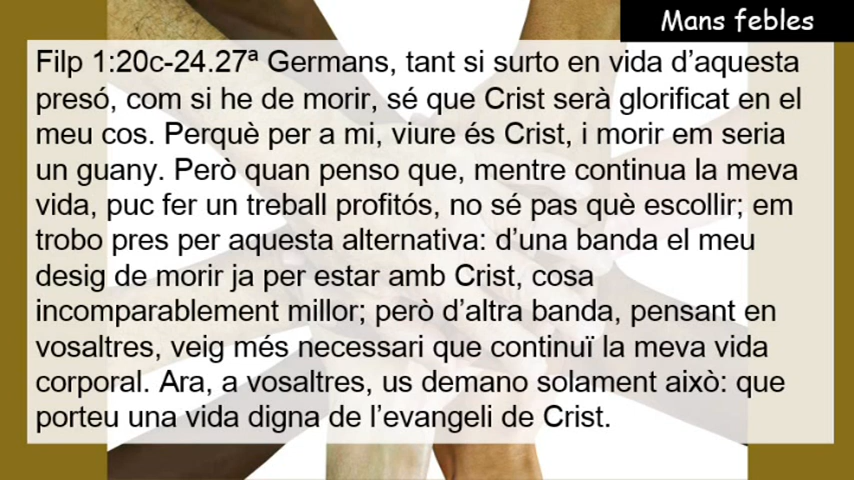 Mans febles
Filp 1:20c-24.27ª Germans, tant si surto en vida d’aquesta
presó, com si he de morir, sé que Crist serà glorificat en el
meu cos. Perquè per a mi, viure és Crist, i morir em seria
un guany. Però quan penso que, mentre continua la meva
vida, puc fer un treball profitós, no sé pas què escollir; em
trobo pres per aquesta alternativa: d’una banda el meu
desig de morir ja per estar amb Crist, cosa
incomparablement millor; però d’altra banda, pensant en
vosaltres, veig més necessari que continuï la meva vida
corporal. Ara, a vosaltres, us demano solament això: que
porteu una vida digna de l’evangeli de Crist.